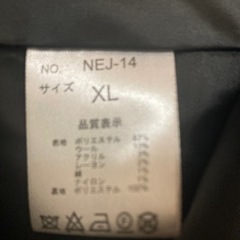 NO. NEJ-14
サイズ XL
品質表示
表地 ポリエステル
ウール
アクリル
レーヨン
綿
ナイロン
裏地 ポリエステル 100%